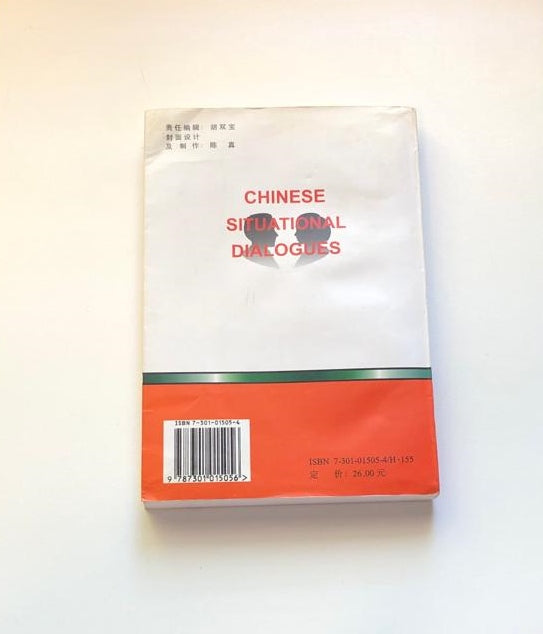 责任编辑：胡双宝
封面设计
及制作：陈真
CHINESE
SITUATIONAL
DIALOGUES
ISBN 7-301-01505-4
9 787301 015056 >
ISBN 7-301-01505-4/H·155
定 价：26.00元